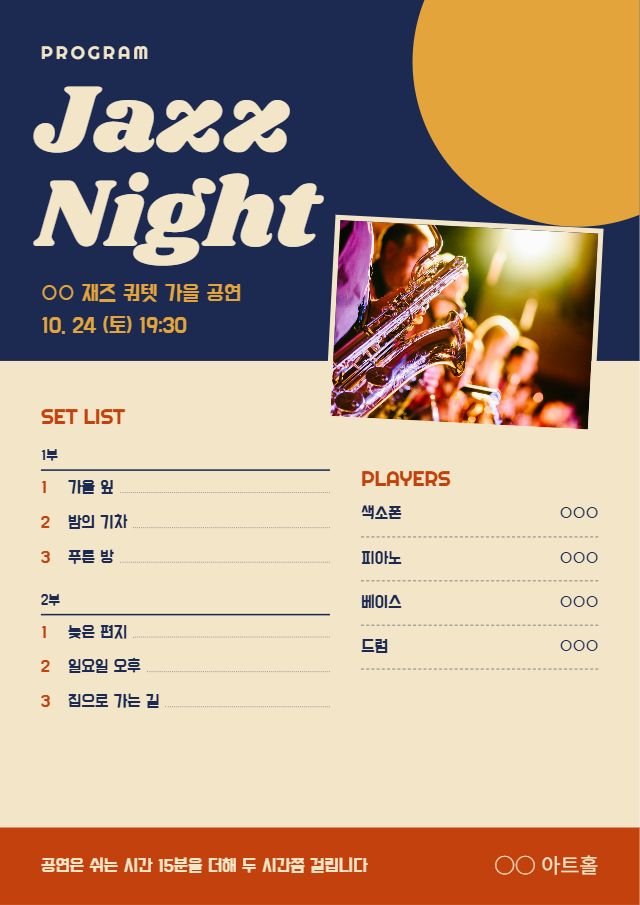 PROGRAM
Jazz
Night
○○ 재즈 쿼텟 가을 공연
10. 24 (토) 19:30
SET LIST
1부
1 가을 잎
2 밤의 기차
3 푸른 방
2부
1 늦은 편지
2 일요일 오후
3 집으로 가는 길
PLAYERS
색소폰 ○○○
피아노 ○○○
베이스 ○○○
드럼 ○○○
공연은 쉬는 시간 15분을 더해 두 시간쯤 걸립니다
○○ 아트홀